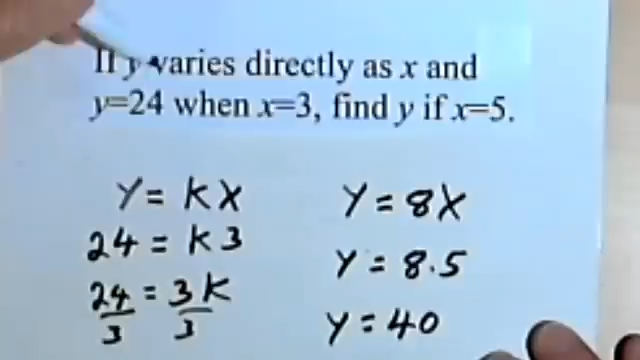 If y varies directly as x and
y=24 when x=3, find y if x=5.
Y = KX
24 = K3
24/3 = 3K/3
Y = 8X
Y = 8.5
Y = 40